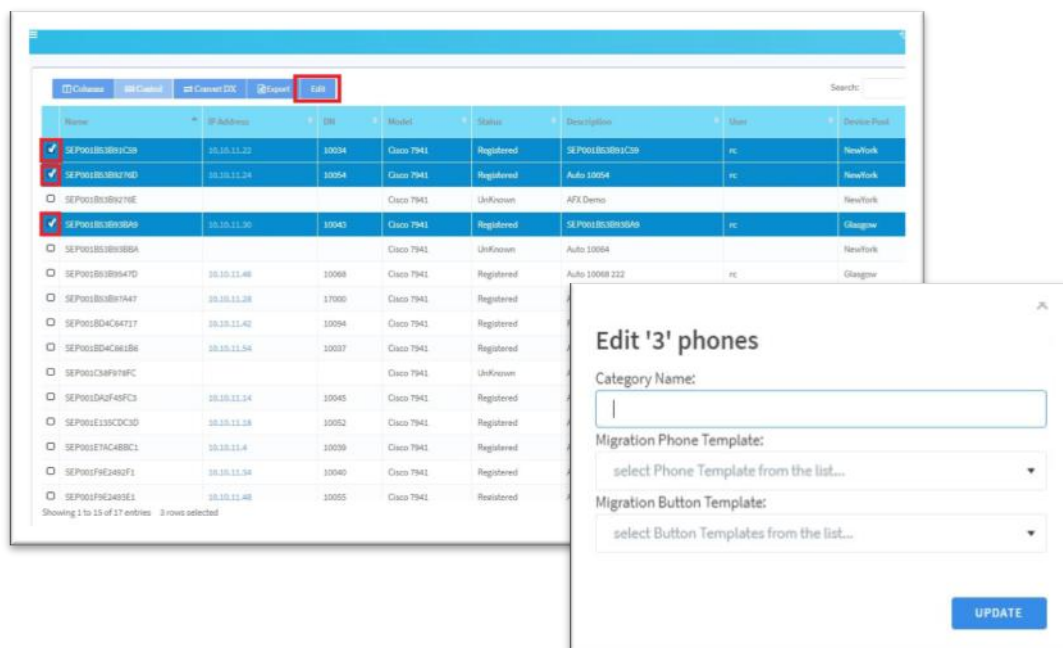 Columns Control Convert DX Export Edit Search:
Name IP Address DN Model Status Description User Device Pool
SEP001B53B91C59 10.10.11.22 10034 Cisco 7941 Registered SEP001B53B91C59 rc NewYork
SEP001B53B9276D 10.10.11.24 10054 Cisco 7941 Registered Auto 10054 rc NewYork
SEP001B53B9276E Cisco 7941 UnKnown AFX Demo NewYork
SEP001B53B93BA9 10.10.11.30 10043 Cisco 7941 Registered SEP001B53B93BA9 rc Glasgow
SEP001B53B93BBA Cisco 7941 UnKnown Auto 10064 NewYork
SEP001B53B9547D 10.10.11.46 10068 Cisco 7941 Registered Auto 10068 222 rc Glasgow
SEP001B53B97A47 10.10.11.28 17000 Cisco 7941 Registered
SEP001BD4C64717 10.10.11.42 10094 Cisco 7941 Registered
SEP001BD4C661B6 10.10.11.54 10037 Cisco 7941 Registered
SEP001C58F978FC Cisco 7941 UnKnown
SEP001DA2F45FC3 10.10.11.14 10045 Cisco 7941 Registered
SEP001E135CDC3D 10.10.11.18 10052 Cisco 7941 Registered
SEP001E7AC4BBC1 10.10.11.4 10039 Cisco 7941 Registered
SEP001F9E2492F1 10.10.11.34 10040 Cisco 7941 Registered
SEP001F9E2493E1 10.10.11.48 10055 Cisco 7941 Registered
Showing 1 to 15 of 17 entries 3 rows selected
Edit '3' phones
Category Name:
Migration Phone Template:
select Phone Template from the list...
Migration Button Template:
select Button Templates from the list...
UPDATE